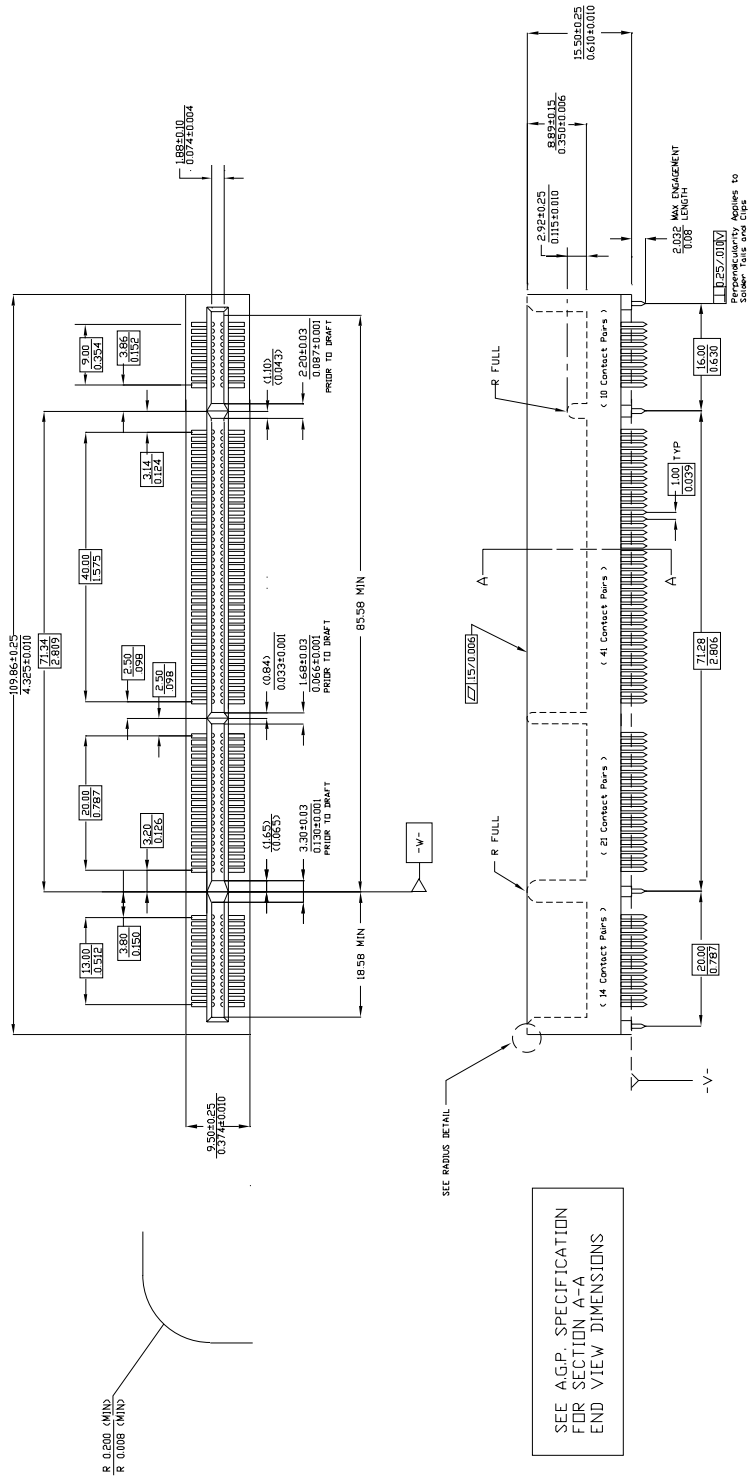 109.86±0.25
4.325±0.010
71.34
2.809
13.00
0.512
20.00
0.787
40.00
1.575
9.00
0.354
3.80
0.150
3.20
0.126
2.50
.098
2.50
.098
3.14
0.124
3.86
0.152
1.88±0.10
0.074±0.004
9.50±0.25
0.374±0.010
(1.65)
(0.065)
3.30±0.03
0.130±0.001
PRIOR TO DRAFT
(0.84)
0.033±0.001
1.68±0.03
0.066±0.001
PRIOR TO DRAFT
(1.10)
(0.043)
2.20±0.03
0.087±0.001
PRIOR TO DRAFT
18.58 MIN
85.58 MIN
-W-
R 0.200 (MIN)
R 0.008 (MIN)
SEE RADIUS DETAIL
R FULL
R FULL
.15/0.006
A
A
2.92±0.25
0.115±0.010
8.89±0.15
0.350±0.006
15.50±0.25
0.610±0.010
2.032
0.08
MAX ENGAGEMENT
LENGTH
( 14 Contact Pairs )
( 21 Contact Pairs )
( 41 Contact Pairs )
( 10 Contact Pairs )
1.00
0.039
TYP
20.00
0.787
71.28
2.806
16.00
0.630
0.25/.010
V
Perpendicularity Applies to
Solder Tails and Clips
-V-
SEE A.G.P. SPECIFICATION
FOR SECTION A-A
END VIEW DIMENSIONS